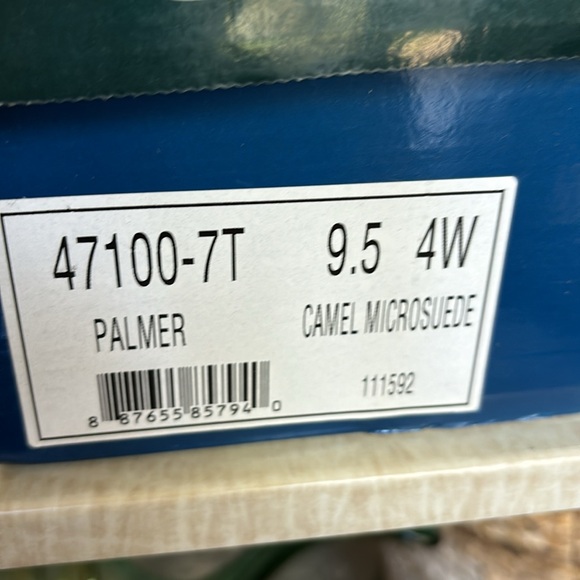 47100-7T 9.5 4W
PALMER CAMEL MICROSUEDE
111592
8 87655 85794 0